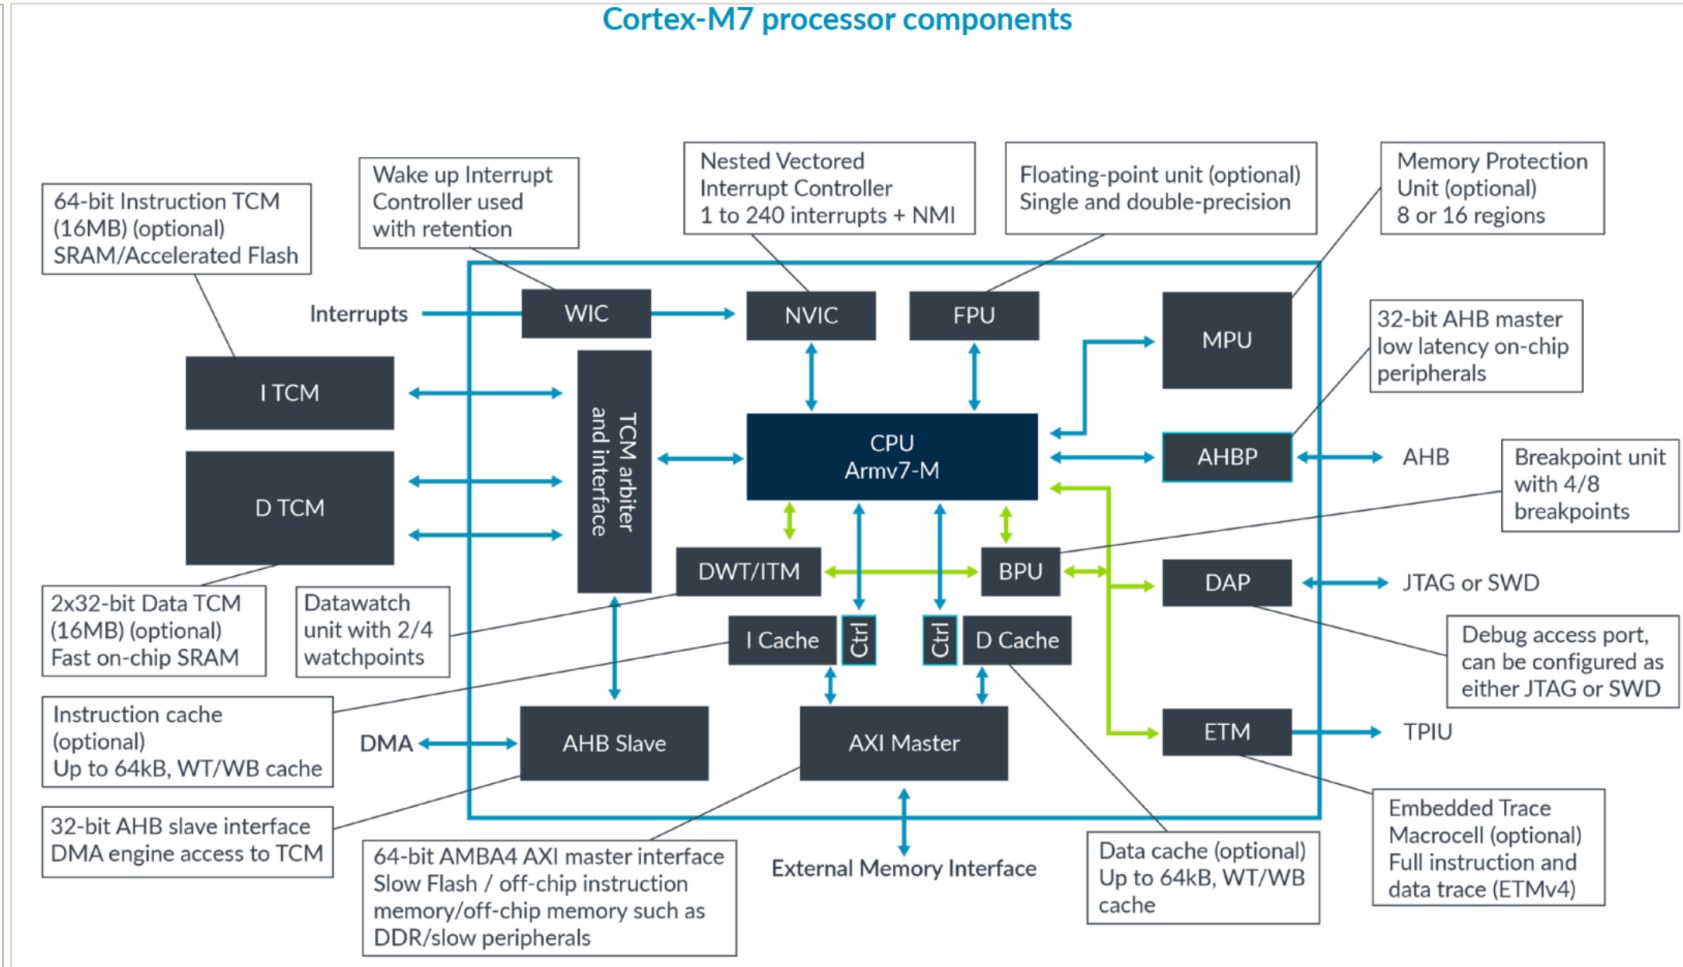 Cortex-M7 processor components
64-bit Instruction TCM
(16MB) (optional)
SRAM/Accelerated Flash
Wake up Interrupt
Controller used
with retention
Nested Vectored
Interrupt Controller
1 to 240 interrupts + NMI
Floating-point unit (optional)
Single and double-precision
Memory Protection
Unit (optional)
8 or 16 regions
Interrupts
WIC
NVIC
FPU
MPU
32-bit AHB master
low latency on-chip
peripherals
I TCM
D TCM
TCM arbiter
and interface
CPU
Armv7-M
AHBP
AHB
Breakpoint unit
with 4/8
breakpoints
DWT/ITM
BPU
DAP
JTAG or SWD
2x32-bit Data TCM
(16MB) (optional)
Fast on-chip SRAM
Datawatch
unit with 2/4
watchpoints
I Cache
Ctrl
Ctrl
D Cache
Debug access port,
can be configured as
either JTAG or SWD
Instruction cache
(optional)
Up to 64kB, WT/WB cache
DMA
AHB Slave
AXI Master
ETM
TPIU
32-bit AHB slave interface
DMA engine access to TCM
64-bit AMBA4 AXI master interface
Slow Flash / off-chip instruction
memory/off-chip memory such as
DDR/slow peripherals
External Memory Interface
Data cache (optional)
Up to 64kB, WT/WB
cache
Embedded Trace
Macrocell (optional)
Full instruction and
data trace (ETMv4)